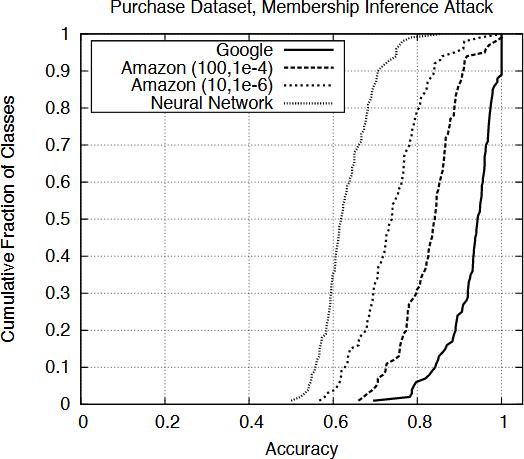 Purchase Dataset, Membership Inference Attack
Cumulative Fraction of Classes
1
0.9
0.8
0.7
0.6
0.5
0.4
0.3
0.2
0.1
0
Google
Amazon (100,1e-4)
Amazon (10,1e-6)
Neural Network
0 0.2 0.4 0.6 0.8 1
Accuracy